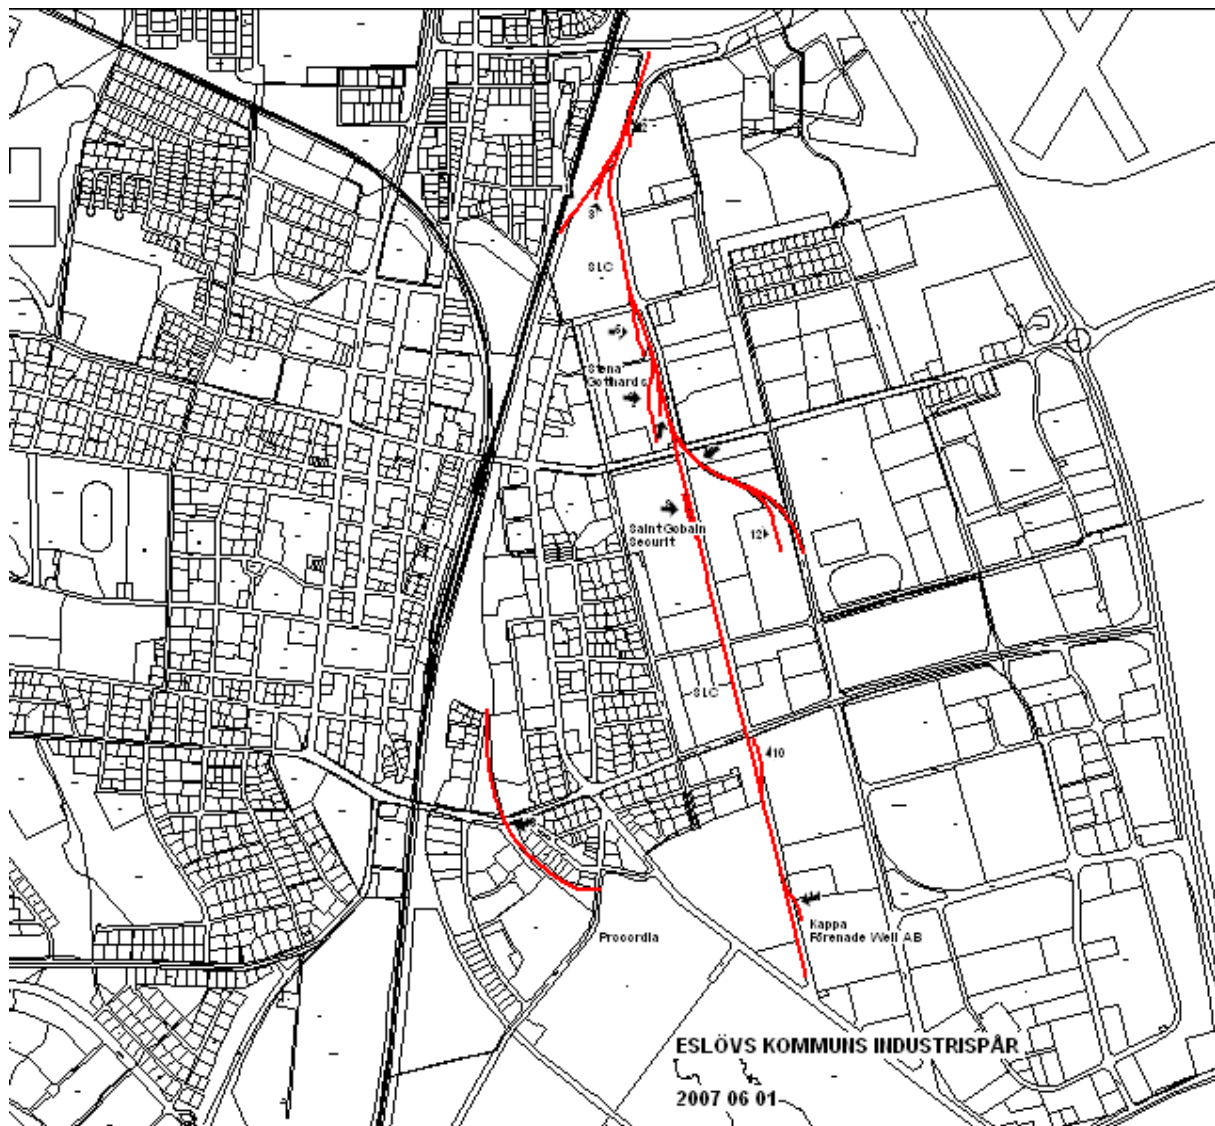 SLC
Stena
Gotthards
Saint Gobain
Securit
12
SLC
10
Kappa
Förenade Well AB
Procordia
ESLÖVS KOMMUNS INDUSTRISPÅR
2007 06 01